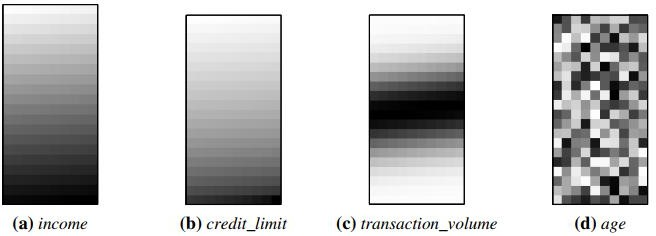 (a) income
(b) credit_limit
(c) transaction_volume
(d) age